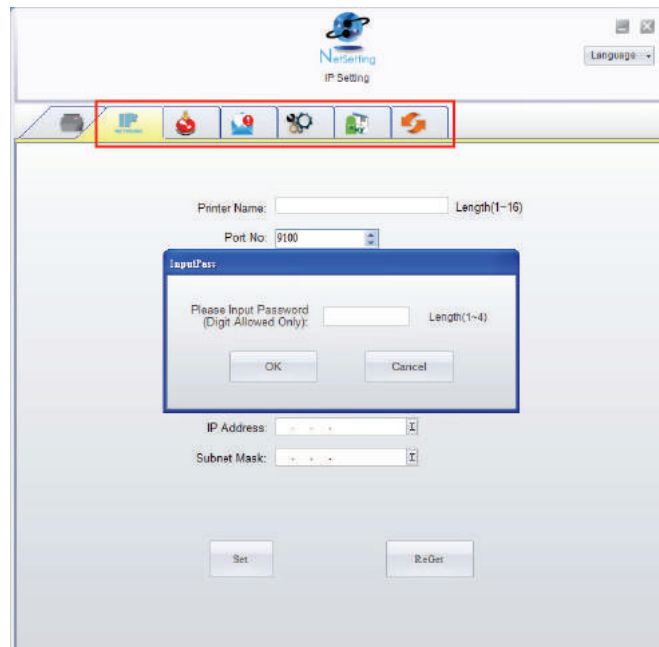 NetSetting
IP Setting
Language
IP
Printer Name:
Length(1~16)
Port No:
9100
InputPass
Please Input Password
(Digit Allowed Only):
Length(1~4)
OK
Cancel
IP Address:
Subnet Mask:
Set
ReGet